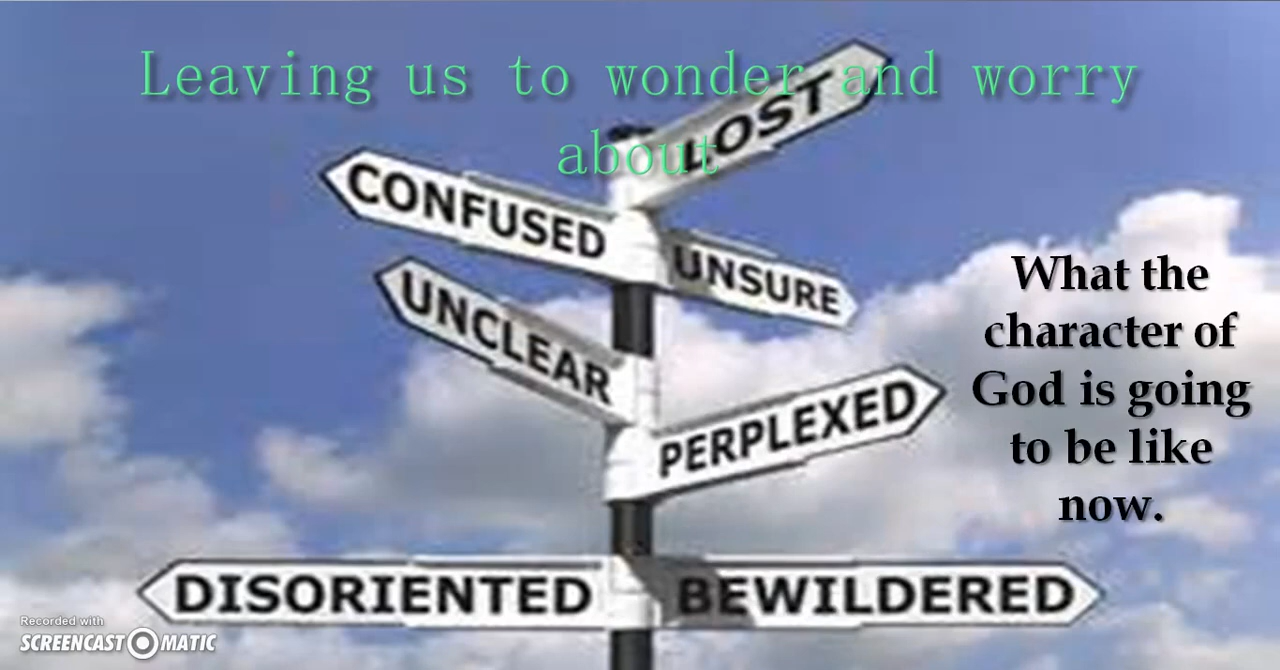 Leaving us to wonder and worry
about
LOST
CONFUSED
UNSURE
UNCLEAR
PERPLEXED
DISORIENTED
BEWILDERED
What the
character of
God is going
to be like
now.
Recorded with
SCREENCAST MATIC